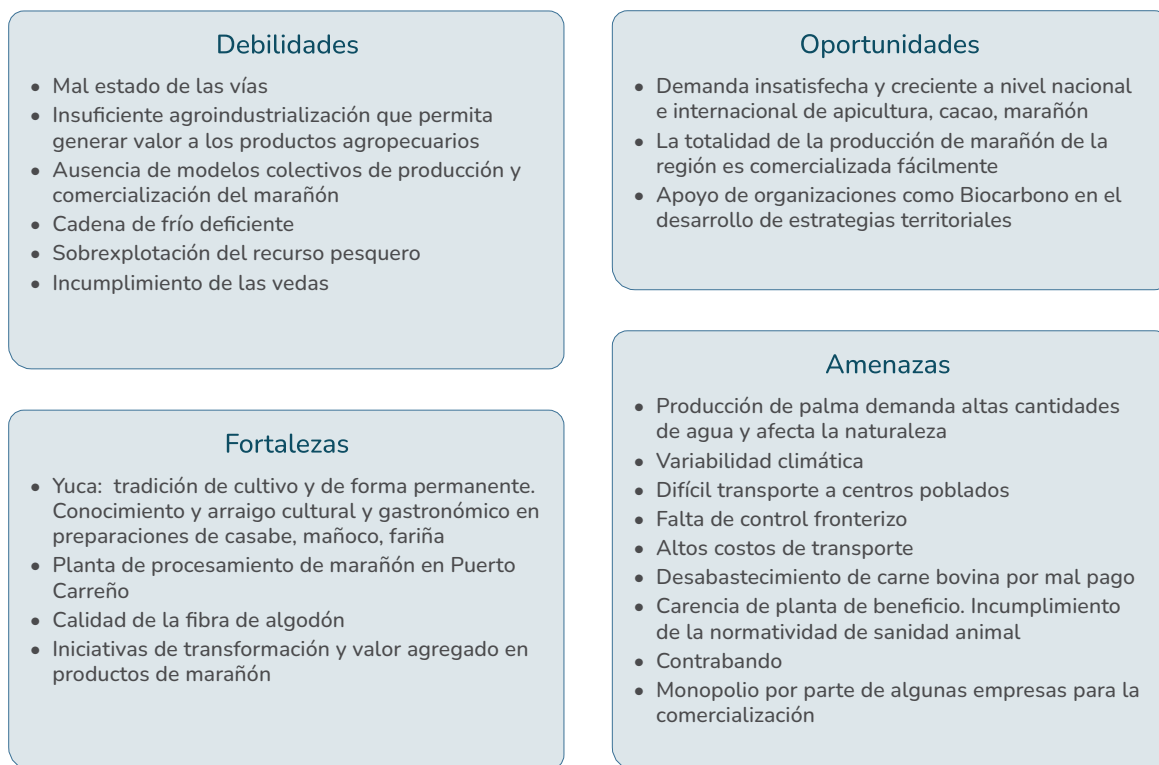 Debilidades
• Mal estado de las vías
• Insuficiente agroindustrialización que permita
generar valor a los productos agropecuarios
• Ausencia de modelos colectivos de producción y
comercialización del marañón
• Cadena de frío deficiente
• Sobrexplotación del recurso pesquero
• Incumplimiento de las vedas
Fortalezas
• Yuca: tradición de cultivo y de forma permanente.
Conocimiento y arraigo cultural y gastronómico en
preparaciones de casabe, mañoco, fariña
• Planta de procesamiento de marañón en Puerto
Carreño
• Calidad de la fibra de algodón
• Iniciativas de transformación y valor agregado en
productos de marañón
Oportunidades
• Demanda insatisfecha y creciente a nivel nacional
e internacional de apicultura, cacao, marañón
• La totalidad de la producción de marañón de la
región es comercializada fácilmente
• Apoyo de organizaciones como Biocarbono en el
desarrollo de estrategias territoriales
Amenazas
• Producción de palma demanda altas cantidades
de agua y afecta la naturaleza
• Variabilidad climática
• Difícil transporte a centros poblados
• Falta de control fronterizo
• Altos costos de transporte
• Desabastecimiento de carne bovina por mal pago
• Carencia de planta de beneficio. Incumplimiento
de la normatividad de sanidad animal
• Contrabando
• Monopolio por parte de algunas empresas para la
comercialización